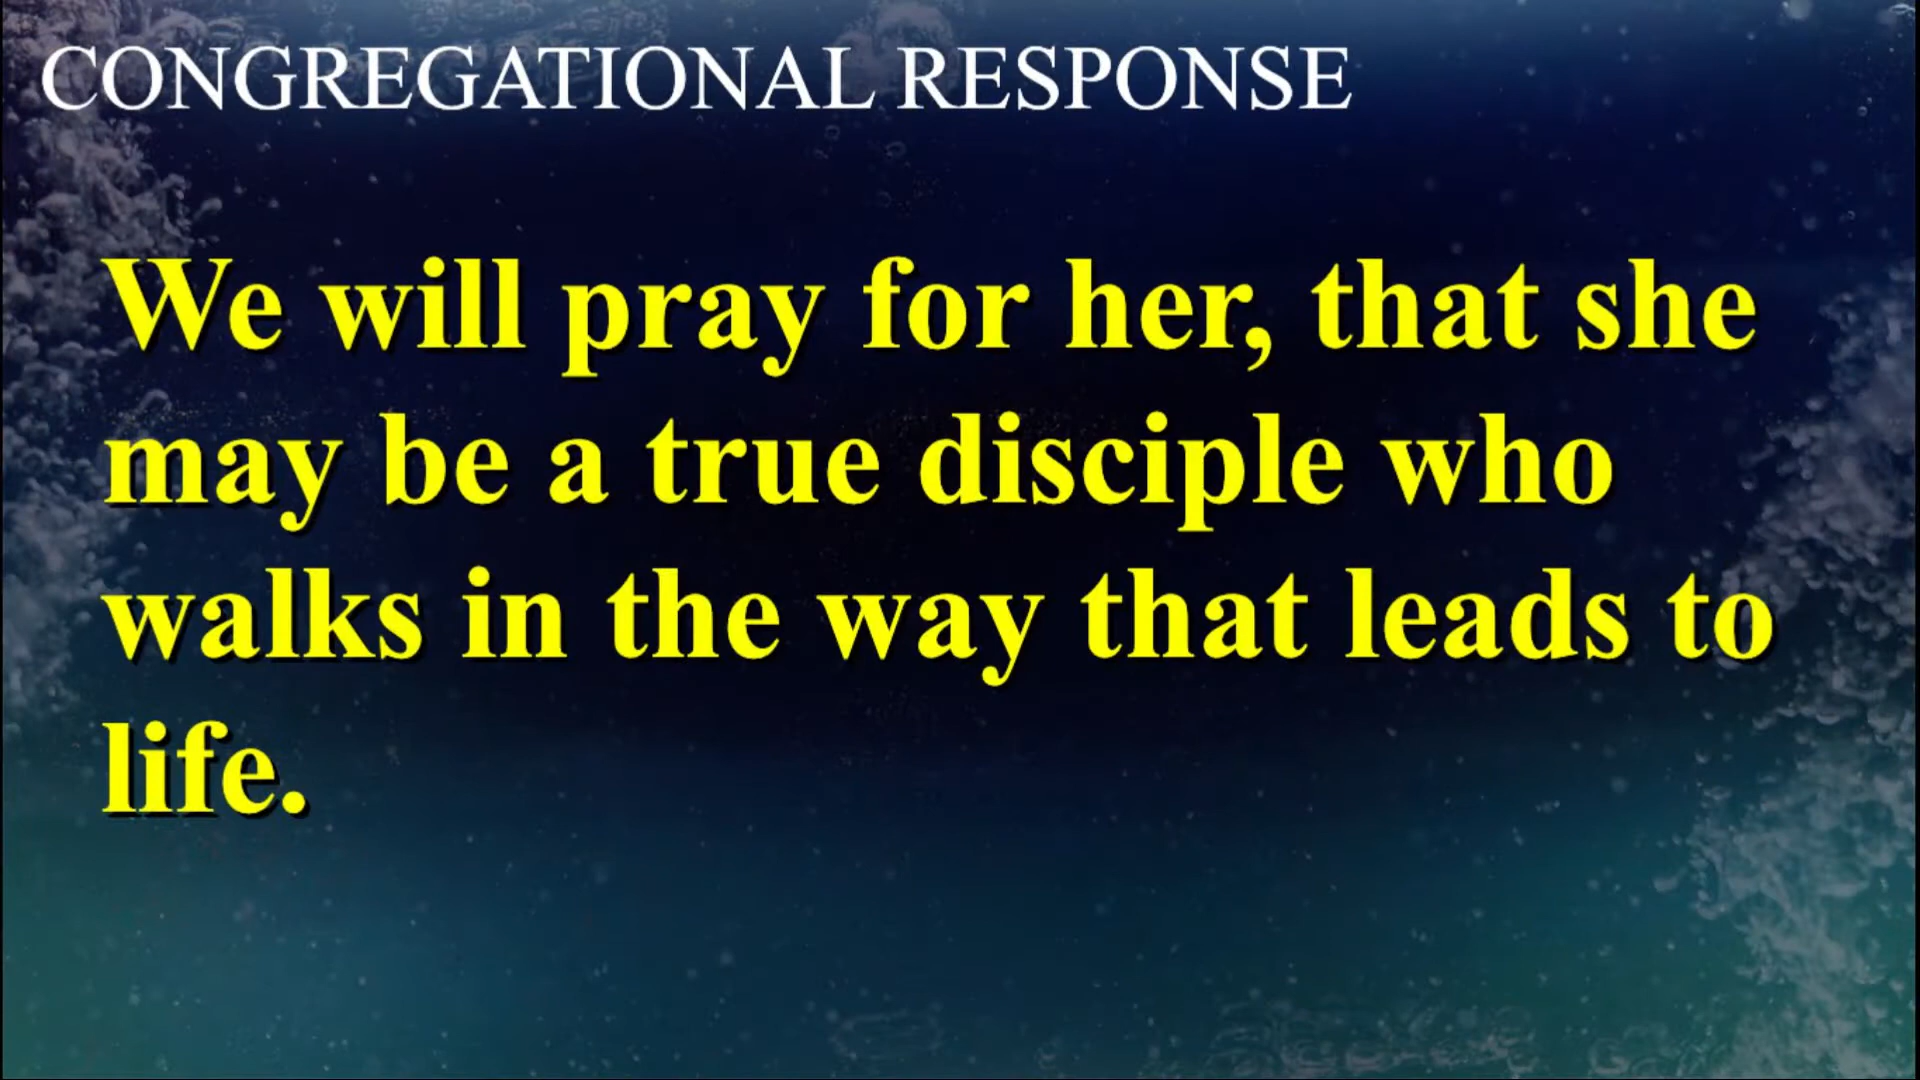 CONGREGATIONAL RESPONSE
We will pray for her, that she
may be a true disciple who
walks in the way that leads to
life.